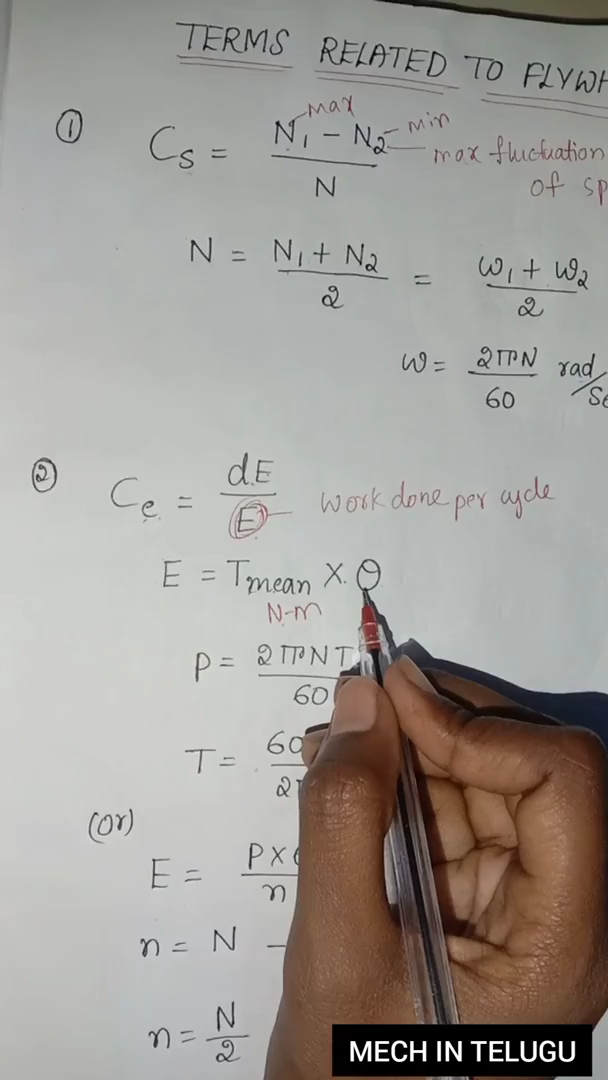 TERMS RELATED TO FLYWH
① Cs = N1 - N2 / N
max
min
max fluctuation
of sp
N = N1 + N2 / 2 = ω1 + ω2 / 2
ω = 2πN / 60 rad/Se
② Ce = dE / E
work done per cycle
E = Tmean × θ
N-m
P = 2πNT / 60
T = 60 / 2
(Or)
E = P× / n
n = N -
n = N / 2
MECH IN TELUGU